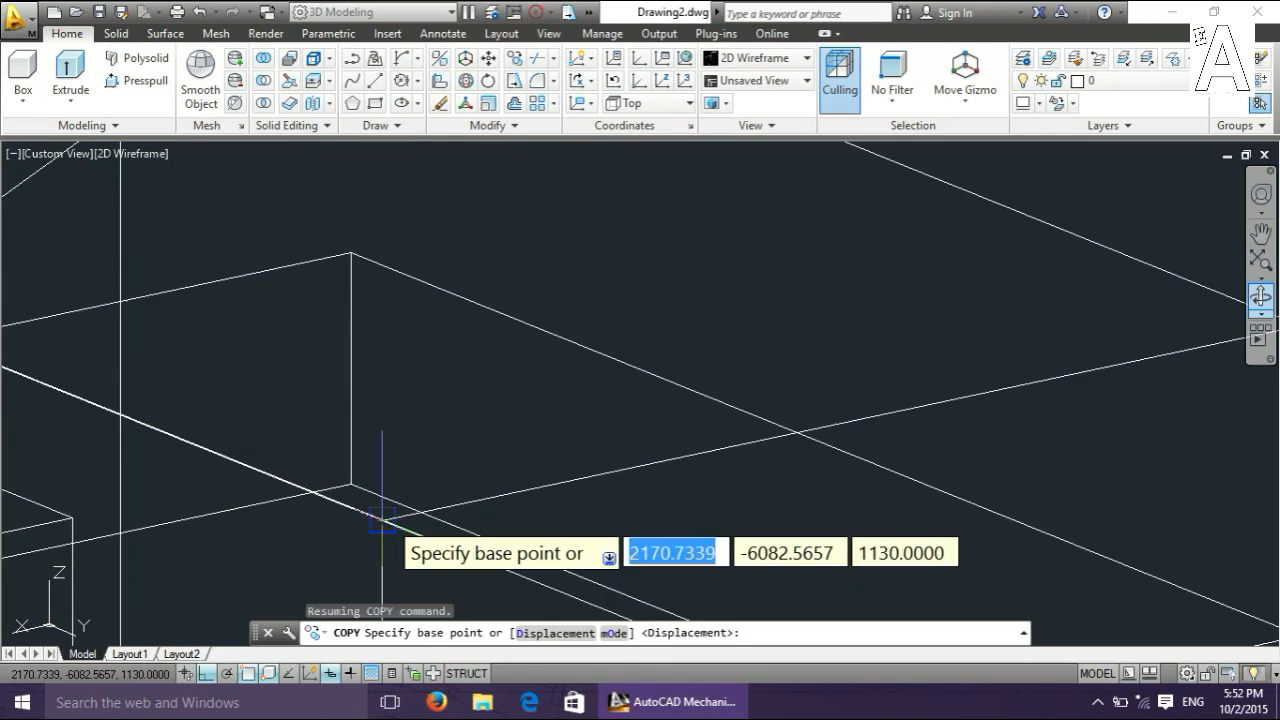 3D Modeling
Drawing2.dwg
Type a keyword or phrase
Sign In
Home
Solid
Surface
Mesh
Render
Parametric
Insert
Annotate
Layout
View
Manage
Output
Plug-ins
Online
Box
Extrude
Polysolid
Presspull
Smooth
Object
Top
2D Wireframe
Unsaved View
Culling
No Filter
Move Gizmo
0
A
Modeling
Mesh
Solid Editing
Draw
Modify
Coordinates
View
Selection
Layers
Groups
[−][Custom View][2D Wireframe]
Specify base point or
2170.7339
-6082.5657
1130.0000
Z
X
Y
Resuming COPY command.
COPY Specify base point or [Displacement mOde] <Displacement>:
Model
Layout1
Layout2
2170.7339, -6082.5657, 1130.0000
STRUCT
MODEL
Search the web and Windows
AutoCAD Mechani...
ENG
5:52 PM
10/2/2015